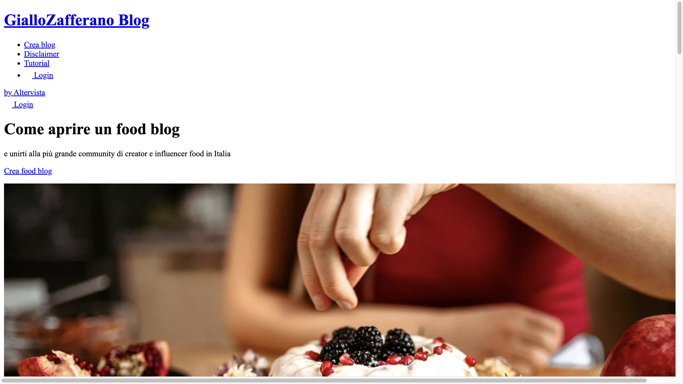 GialloZafferano Blog
Crea blog
Disclaimer
Tutorial
Login
by Altervista
Login
Come aprire un food blog
e unirti alla più grande community di creator e influencer food in Italia
Crea food blog